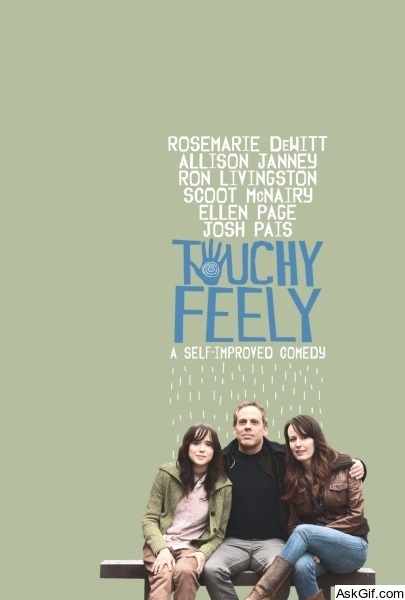 ROSEMARIE DEWITT
ALLISON JANNEY
RON LIVINGSTON
SCOOT MCNAIRY
ELLEN PAGE
JOSH PAIS
TOUCHY
FEELY
A SELF-IMPROVED COMEDY
AskGif.com